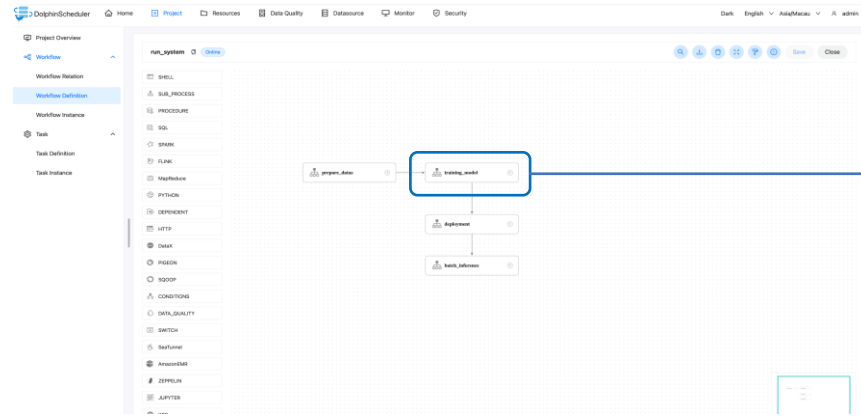 DolphinScheduler Home Project Resources Data Quality Datasource Monitor Security Dark English Asia/Macau admin
Project Overview
Workflow
Workflow Relation
Workflow Definition
Workflow Instance
Task
Task Definition
Task Instance
run_system Online Save Close
SHELL
SUB_PROCESS
PROCEDURE
SQL
SPARK
FLINK
MapReduce
PYTHON
DEPENDENT
HTTP
DataX
PIGEON
SQOOP
CONDITIONS
DATA_QUALITY
SWITCH
SeaTunnel
AmazonEMR
ZEPPELIN
JUPYTER
prepare_datas training_model
deployment
batch_inference